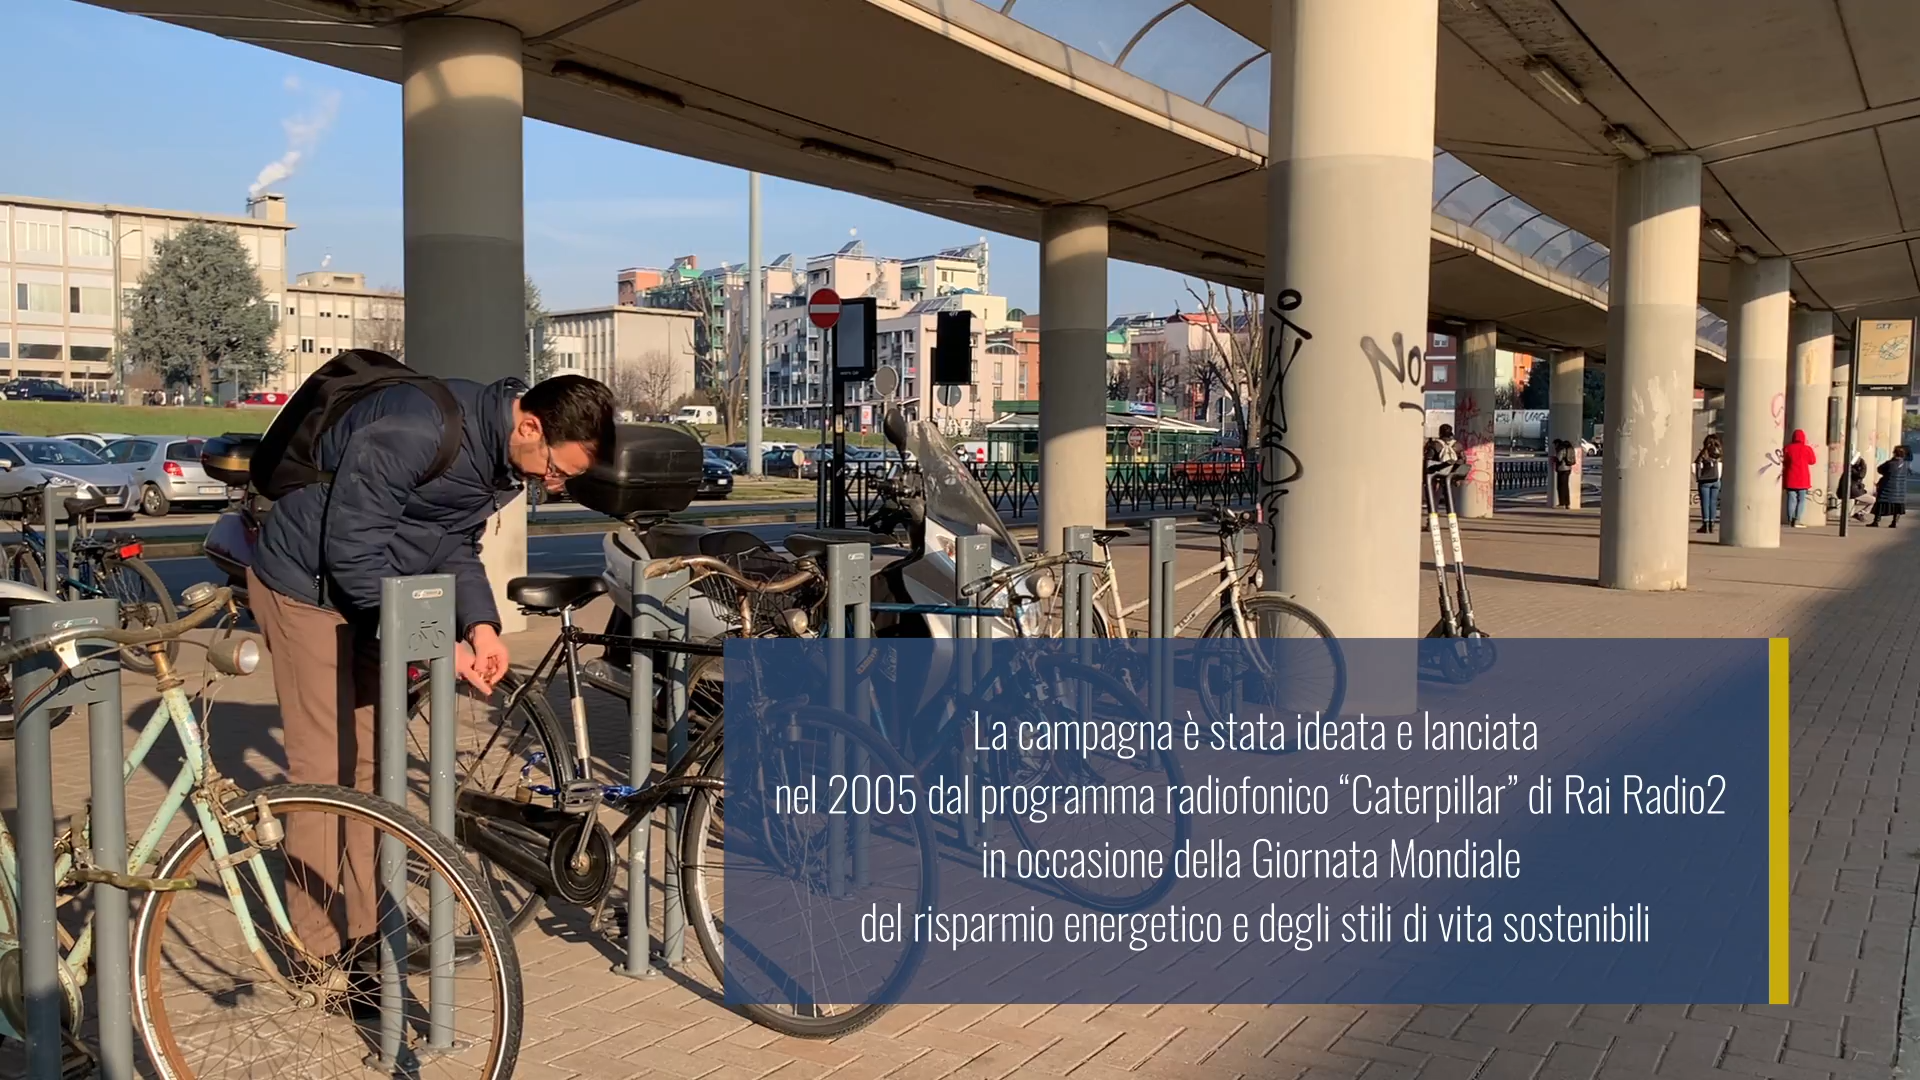 La campagna è stata ideata e lanciata
nel 2005 dal programma radiofonico “Caterpillar” di Rai Radio2
in occasione della Giornata Mondiale
del risparmio energetico e degli stili di vita sostenibili
No